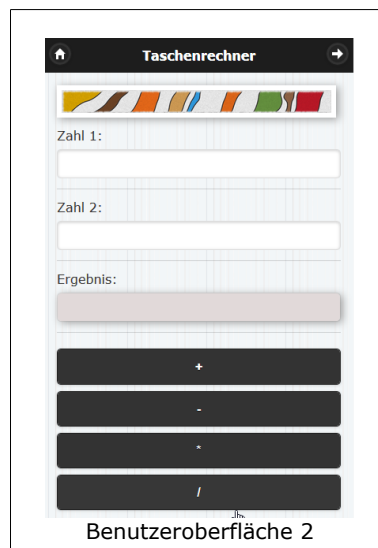 Taschenrechner
Zahl 1:
Zahl 2:
Ergebnis:
+
-
*
/
Benutzeroberfläche 2